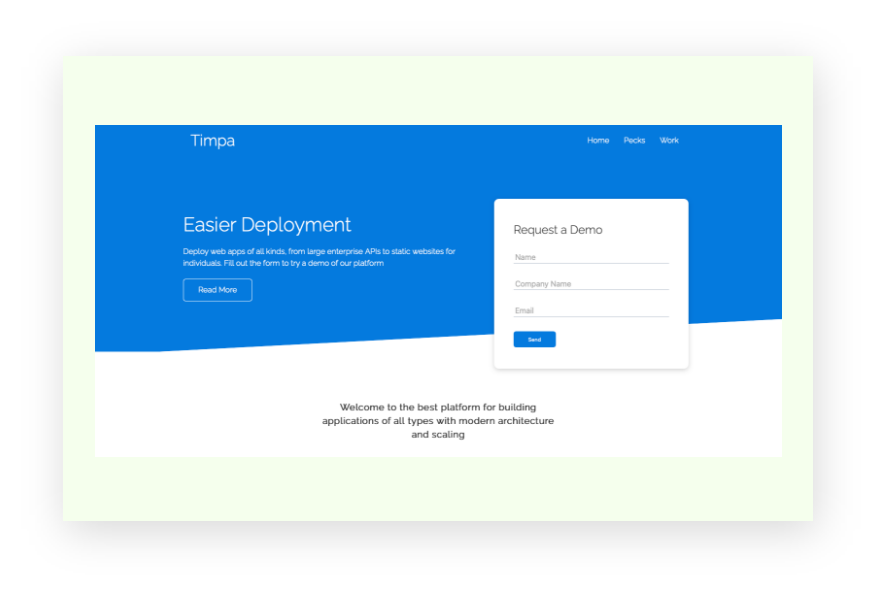 Timpa
Home Pecks Work
Easier Deployment
Deploy web apps of all kinds, from large enterprise APIs to static websites for
individuals. Fill out the form to try a demo of our platform
Read More
Request a Demo
Name
Company Name
Email
Send
Welcome to the best platform for building
applications of all types with modern architecture
and scaling